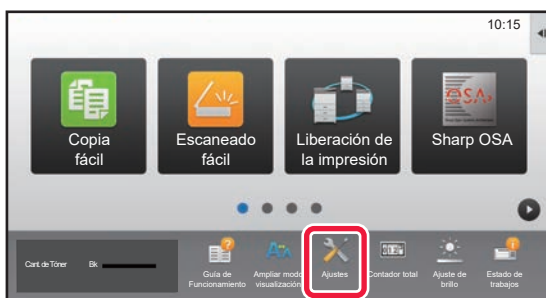 10:15
Copia
fácil
Escaneado
fácil
Liberación de
la impresión
OSA
Sharp OSA
Cant. de Tóner Bk
Guía de
Funcionamiento
Ampliar modo
visualización
Ajustes
Contador total
Ajuste de
brillo
Estado de
trabajos